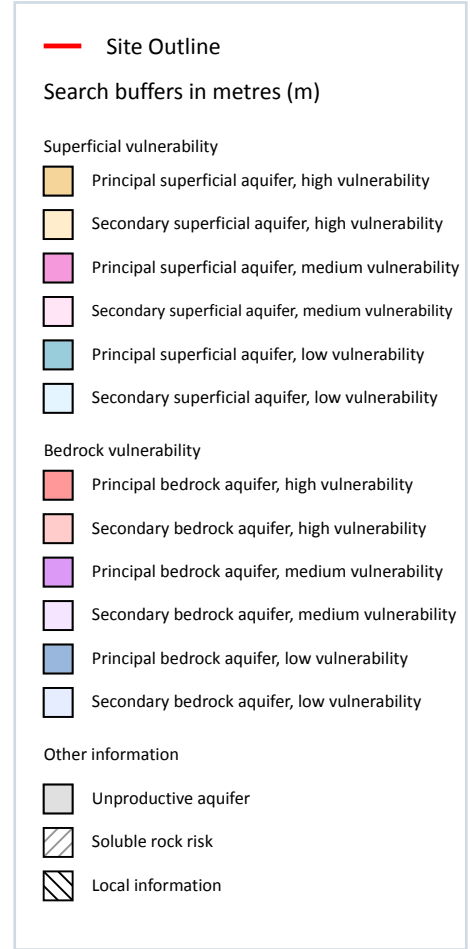 Site Outline
Search buffers in metres (m)
Superficial vulnerability
Principal superficial aquifer, high vulnerability
Secondary superficial aquifer, high vulnerability
Principal superficial aquifer, medium vulnerability
Secondary superficial aquifer, medium vulnerability
Principal superficial aquifer, low vulnerability
Secondary superficial aquifer, low vulnerability
Bedrock vulnerability
Principal bedrock aquifer, high vulnerability
Secondary bedrock aquifer, high vulnerability
Principal bedrock aquifer, medium vulnerability
Secondary bedrock aquifer, medium vulnerability
Principal bedrock aquifer, low vulnerability
Secondary bedrock aquifer, low vulnerability
Other information
Unproductive aquifer
Soluble rock risk
Local information